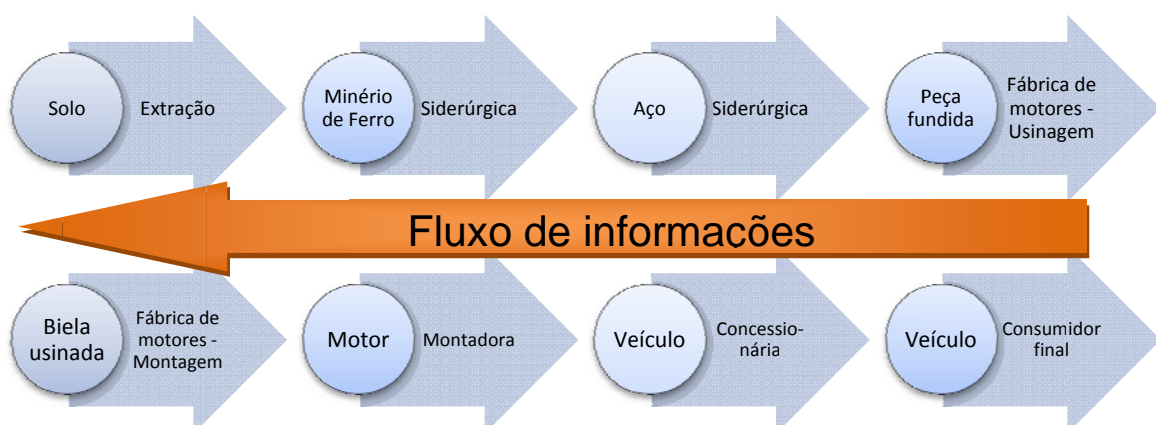 Solo
Extração
Minério
de Ferro
Siderúrgica
Aço
Siderúrgica
Peça
fundida
Fábrica de
motores -
Usinagem
Fluxo de informações
Biela
usinada
Fábrica de
motores -
Montagem
Motor
Montadora
Veículo
Concessio-
nária
Veículo
Consumidor
final